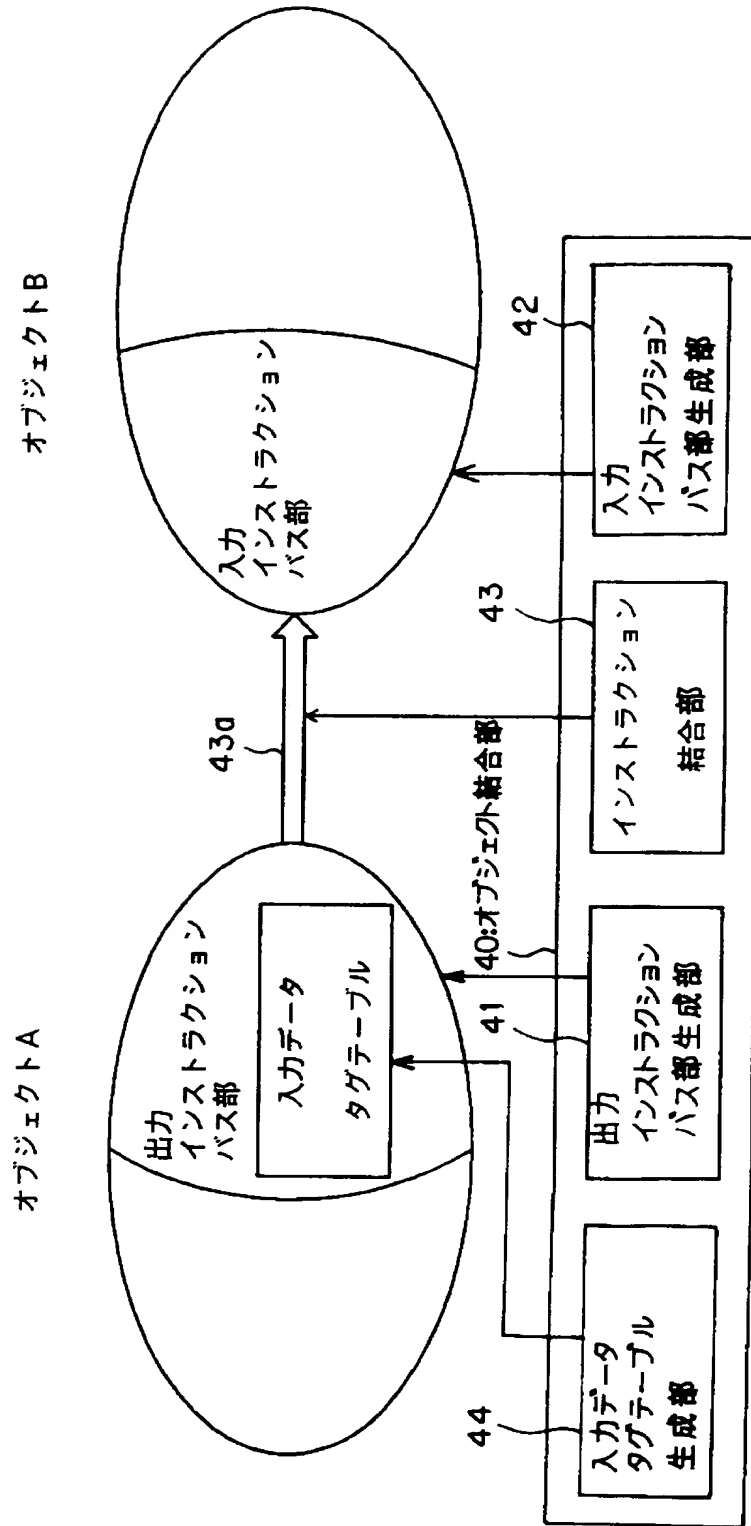 オブジェクトA
オブジェクトB
出力
インストラクション
バス部
入力データ
タグテーブル
43a
入力
インストラクション
バス部
40:オブジェクト結合部
44
41
43
42
入力データ
タグテーブル
生成部
出力
インストラクション
バス部生成部
インストラクション
結合部
入力
インストラクション
バス部生成部